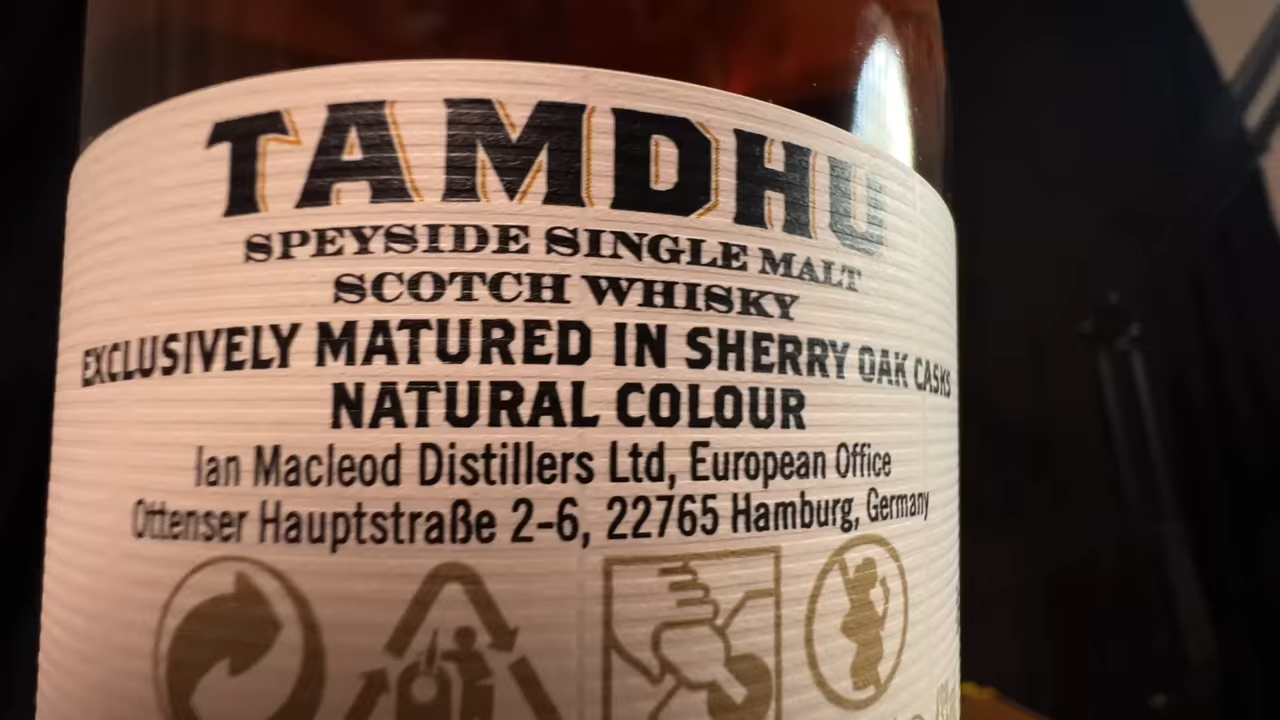 TAMDHU
SPEYSIDE SINGLE MALT
SCOTCH WHISKY
EXCLUSIVELY MATURED IN SHERRY OAK CASKS
NATURAL COLOUR
Ian Macleod Distillers Ltd, European Office
Ottenser Hauptstraße 2-6, 22765 Hamburg, Germany